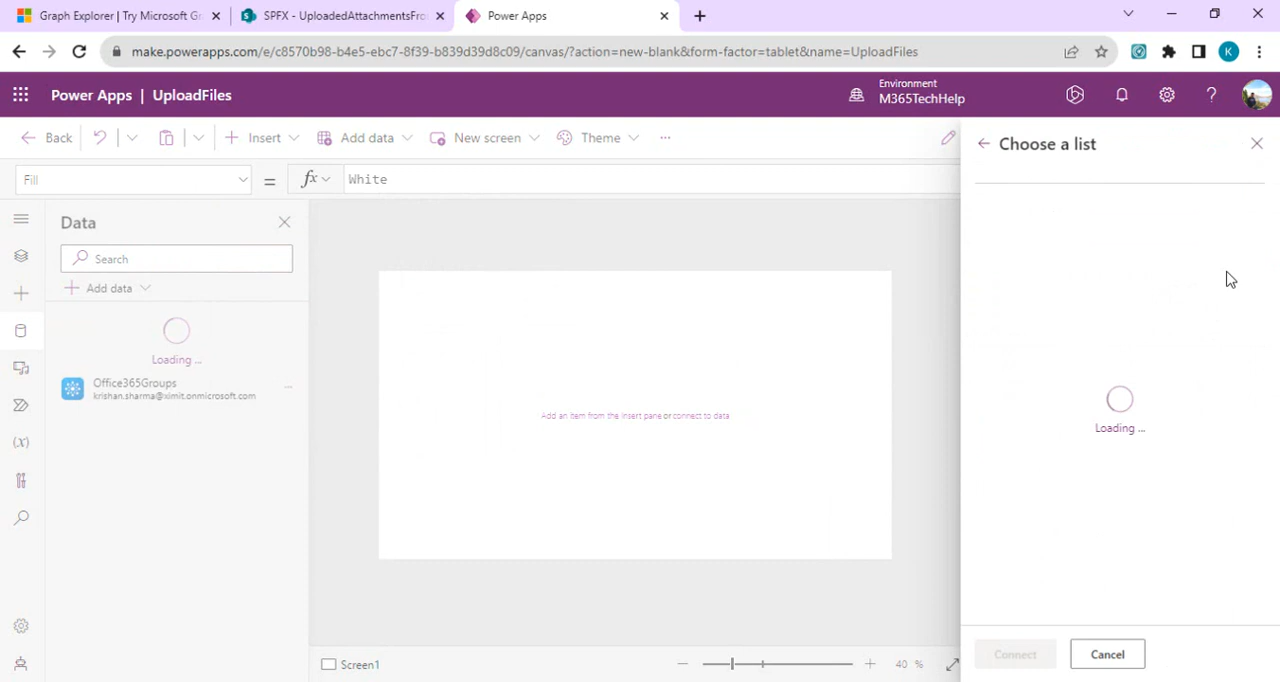 Graph Explorer | Try Microsoft Gr
SPFX - UploadedAttachmentsFro
Power Apps
make.powerapps.com/e/c8570b98-b4e5-ebc7-8f39-b839d39d8c09/canvas/?action=new-blank&form-factor=tablet&name=UploadFiles
K
Power Apps | UploadFiles
Environment
M365TechHelp
?
Back
Insert
Add data
New screen
Theme
...
Fill
=
fx
White
Choose a list
Data
Search
Add data
Loading ...
Office365Groups
krishan.sharma@ximit.onmicrosoft.com
...
Add an item from the Insert pane or connect to data
Loading ...
(x)
Screen1
40 %
Connect
Cancel